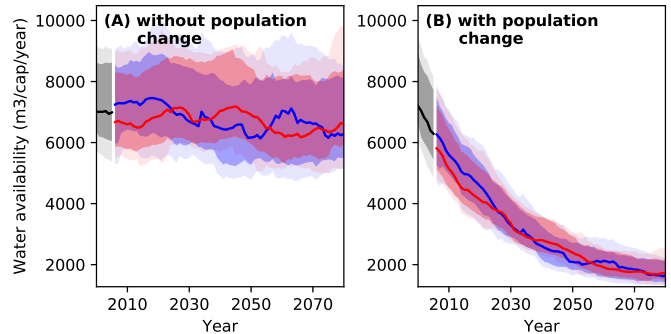 (A) without population
change
(B) with population
change
Water availability (m3/cap/year)
10000
8000
6000
4000
2000
2010 2030 2050 2070
Year
10000
8000
6000
4000
2000
2010 2030 2050 2070
Year